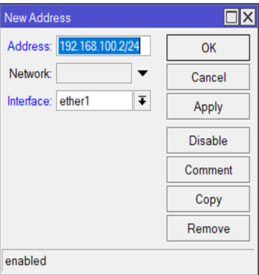 New Address
Address: 192.168.100.2/24
OK
Network:
Cancel
Interface: ether1
Apply
Disable
Comment
Copy
Remove
enabled